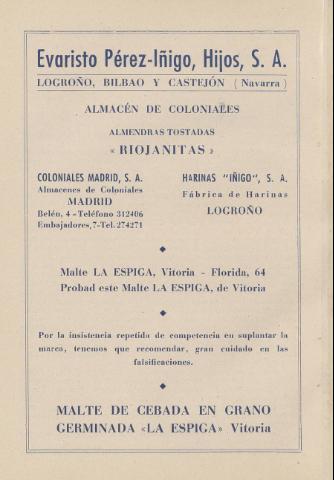 Evaristo Pérez-Iñigo, Hijos, S. A.
LOGROÑO, BILBAO Y CASTEJÓN (Navarra)
ALMACÉN DE COLONIALES
ALMENDRAS TOSTADAS
« RIOJANITAS »
COLONIALES MADRID, S. A.
Almacenes de Coloniales
MADRID
Belén, 4 - Teléfono 312406
Embajadores, 7-Tel. 274271
HARINAS "IÑIGO", S. A.
Fábrica de Harinas
LOGROÑO
Malte LA ESPIGA, Vitoria - Florida, 64
Probad este Malte LA ESPIGA, de Vitoria
Por la insistencia repetida de competencia en suplantar la
marca, tenemos que recomendar, gran cuidado en las
falsificaciones.
MALTE DE CEBADA EN GRANO
GERMINADA «LA ESPIGA» Vitoria